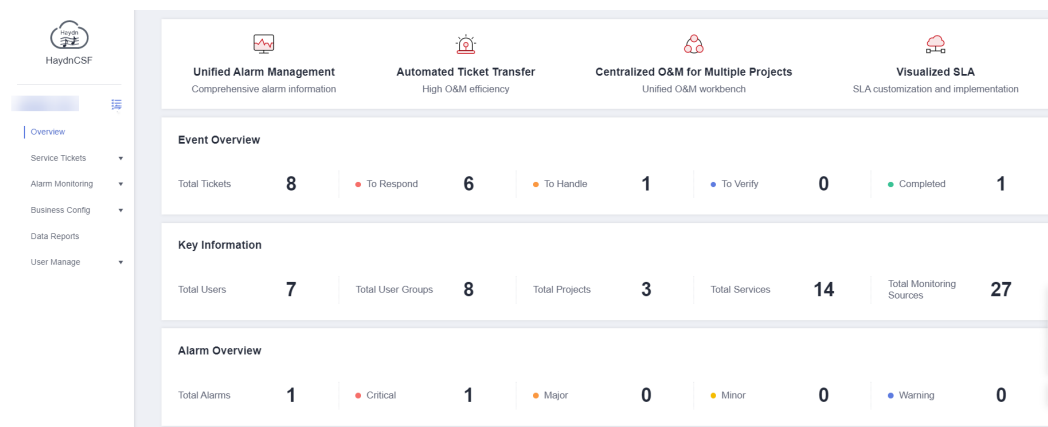 Haydn
HaydnCSF
Overview
Service Tickets
Alarm Monitoring
Business Config
Data Reports
User Manage
Unified Alarm Management
Comprehensive alarm information
Automated Ticket Transfer
High O&M efficiency
Centralized O&M for Multiple Projects
Unified O&M workbench
Visualized SLA
SLA customization and implementation
Event Overview
Total Tickets 8
To Respond 6
To Handle 1
To Verify 0
Completed 1
Key Information
Total Users 7
Total User Groups 8
Total Projects 3
Total Services 14
Total Monitoring
Sources 27
Alarm Overview
Total Alarms 1
Critical 1
Major 0
Minor 0
Warning 0